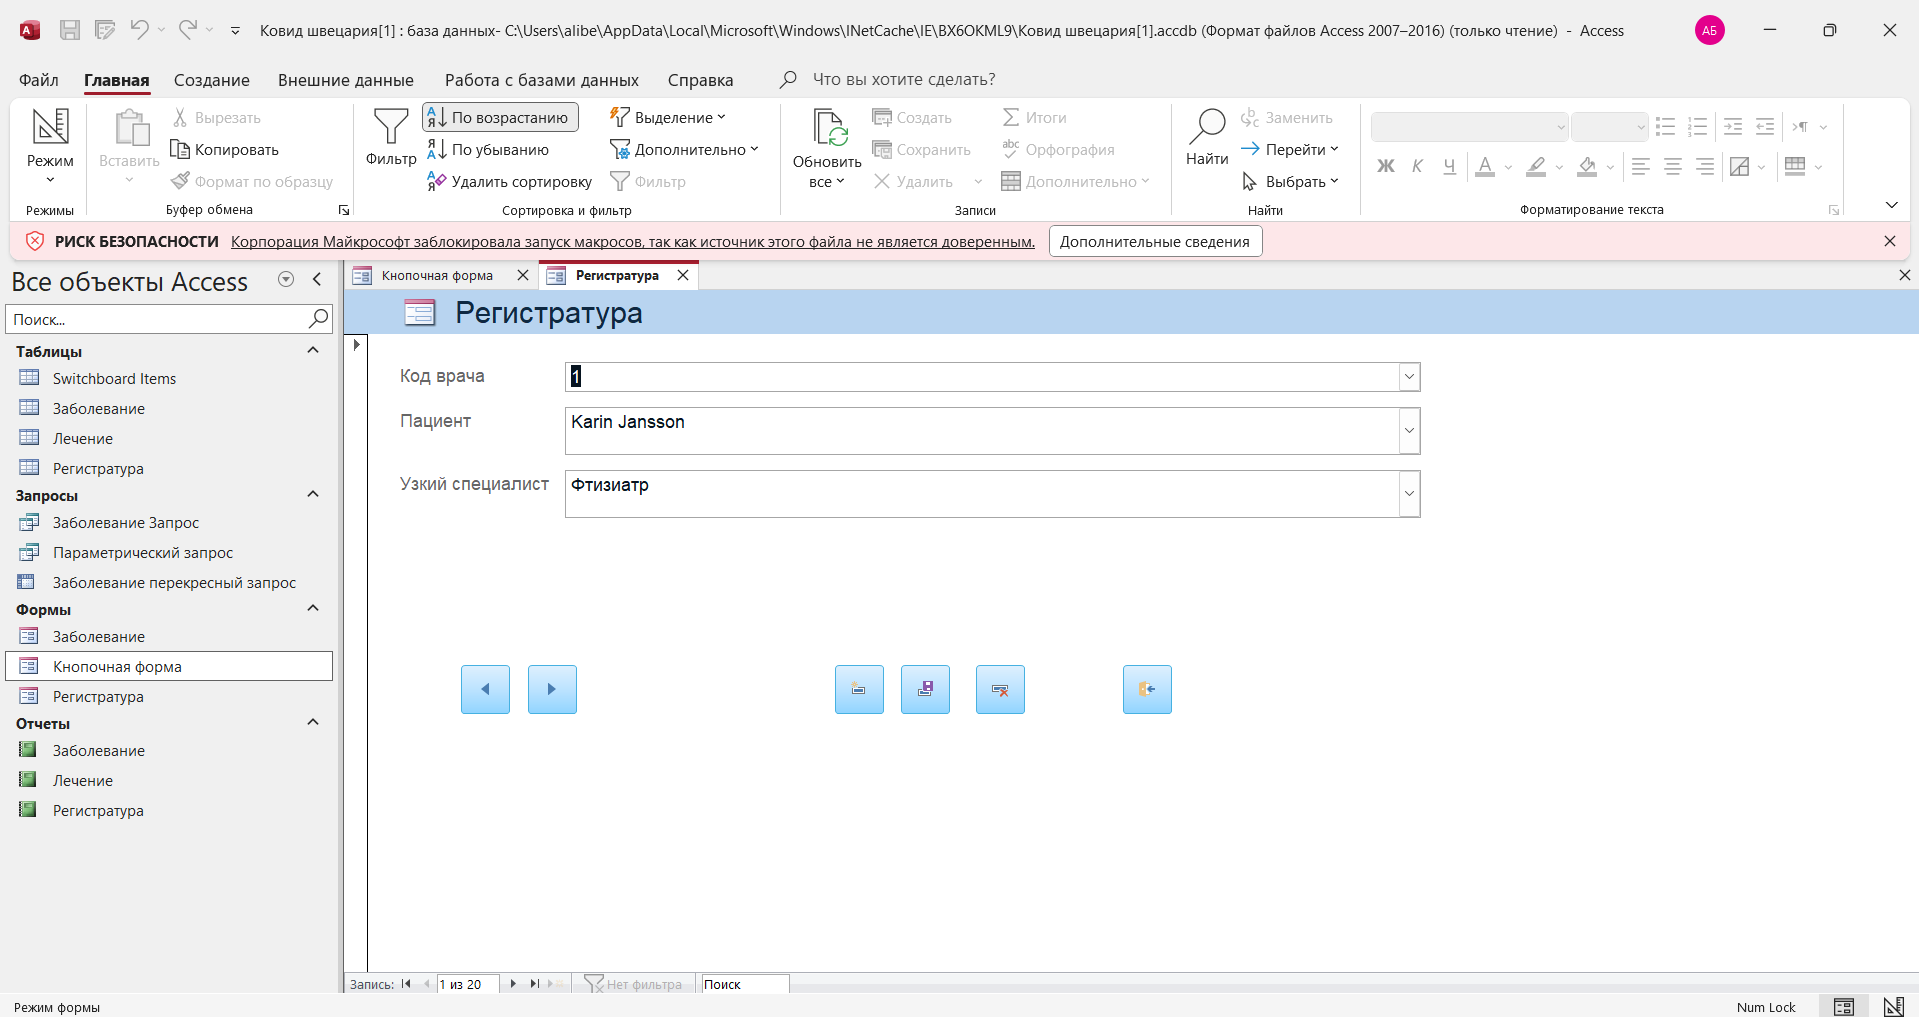 Ковид швецария[1] : база данных- C:\Users\alibe\AppData\Local\Microsoft\Windows\INetCache\IE\BX6OKML9\Ковид швецария[1].accdb (Формат файлов Access 2007–2016) (только чтение) - Access
АБ
Файл Главная Создание Внешние данные Работа с базами данных Справка Что вы хотите сделать?
Режим
Режимы
Вставить
Вырезать
Копировать
Формат по образцу
Буфер обмена
Фильтр
По возрастанию
По убыванию
Удалить сортировку
Выделение
Дополнительно
Фильтр
Сортировка и фильтр
Обновить
все
Создать
Сохранить
Удалить
Итоги
Орфография
Дополнительно
Записи
Найти
Заменить
Перейти
Выбрать
Найти
Ж К Ч
Форматирование текста
РИСК БЕЗОПАСНОСТИ Корпорация Майкрософт заблокировала запуск макросов, так как источник этого файла не является доверенным. Дополнительные сведения
Все объекты Access
Поиск...
Таблицы
Switchboard Items
Заболевание
Лечение
Регистратура
Запросы
Заболевание Запрос
Параметрический запрос
Заболевание перекресный запрос
Формы
Заболевание
Кнопочная форма
Регистратура
Отчеты
Заболевание
Лечение
Регистратура
Кнопочная форма Регистратура
Регистратура
Код врача 1
Пациент Karin Jansson
Узкий специалист Фтизиатр
Запись: 1 из 20 Нет фильтра Поиск
Режим формы Num Lock